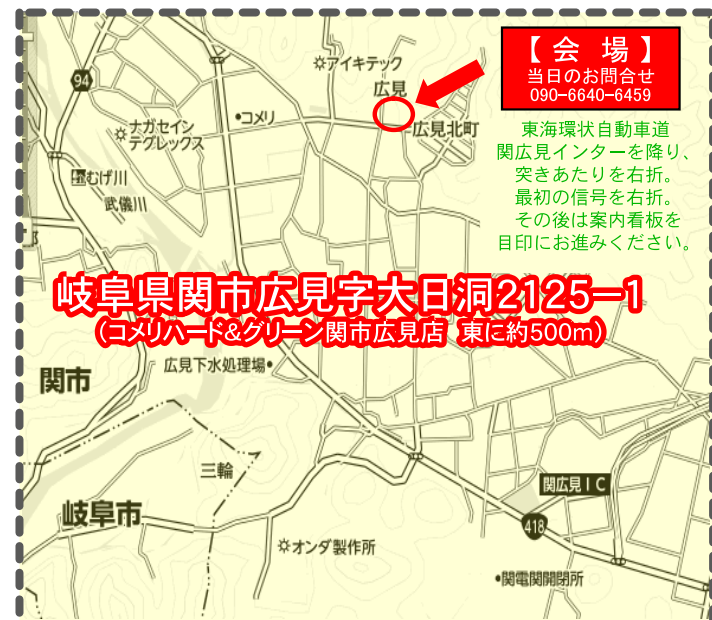 【 会 場 】
当日のお問合せ
090-6640-6459
東海環状自動車道
関広見インターを降り、
突きあたりを右折。
最初の信号を右折。
その後は案内看板を
目印にお進みください。
アイキテック
広見
94
コメリ
広見北町
ナガセイン
テグレックス
むげ川
武儀川
岐阜県関市広見字大日洞2125−1
(コメリハード&グリーン関市広見店 東に約500m)
広見下水処理場
関市
三輪
関広見IC
岐阜市
418
オンダ製作所
関電関開閉所